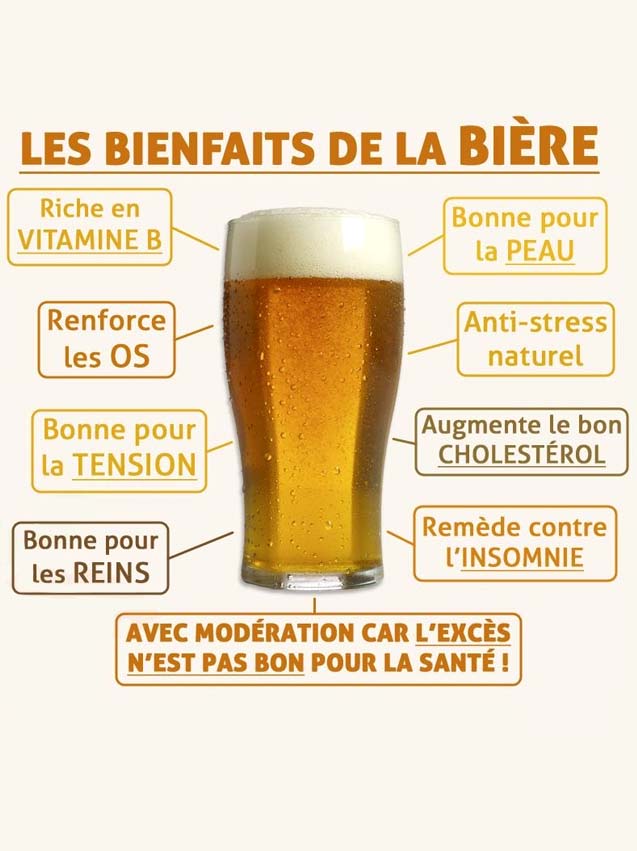 LES BIENFAITS DE LA BIÈRE
Riche en
VITAMINE B
Bonne pour
la PEAU
Renforce
les OS
Anti-stress
naturel
Bonne pour
la TENSION
Augmente le bon
CHOLESTÉROL
Bonne pour
les REINS
Remède contre
l'INSOMNIE
AVEC MODÉRATION CAR L'EXCÈS
N'EST PAS BON POUR LA SANTÉ !